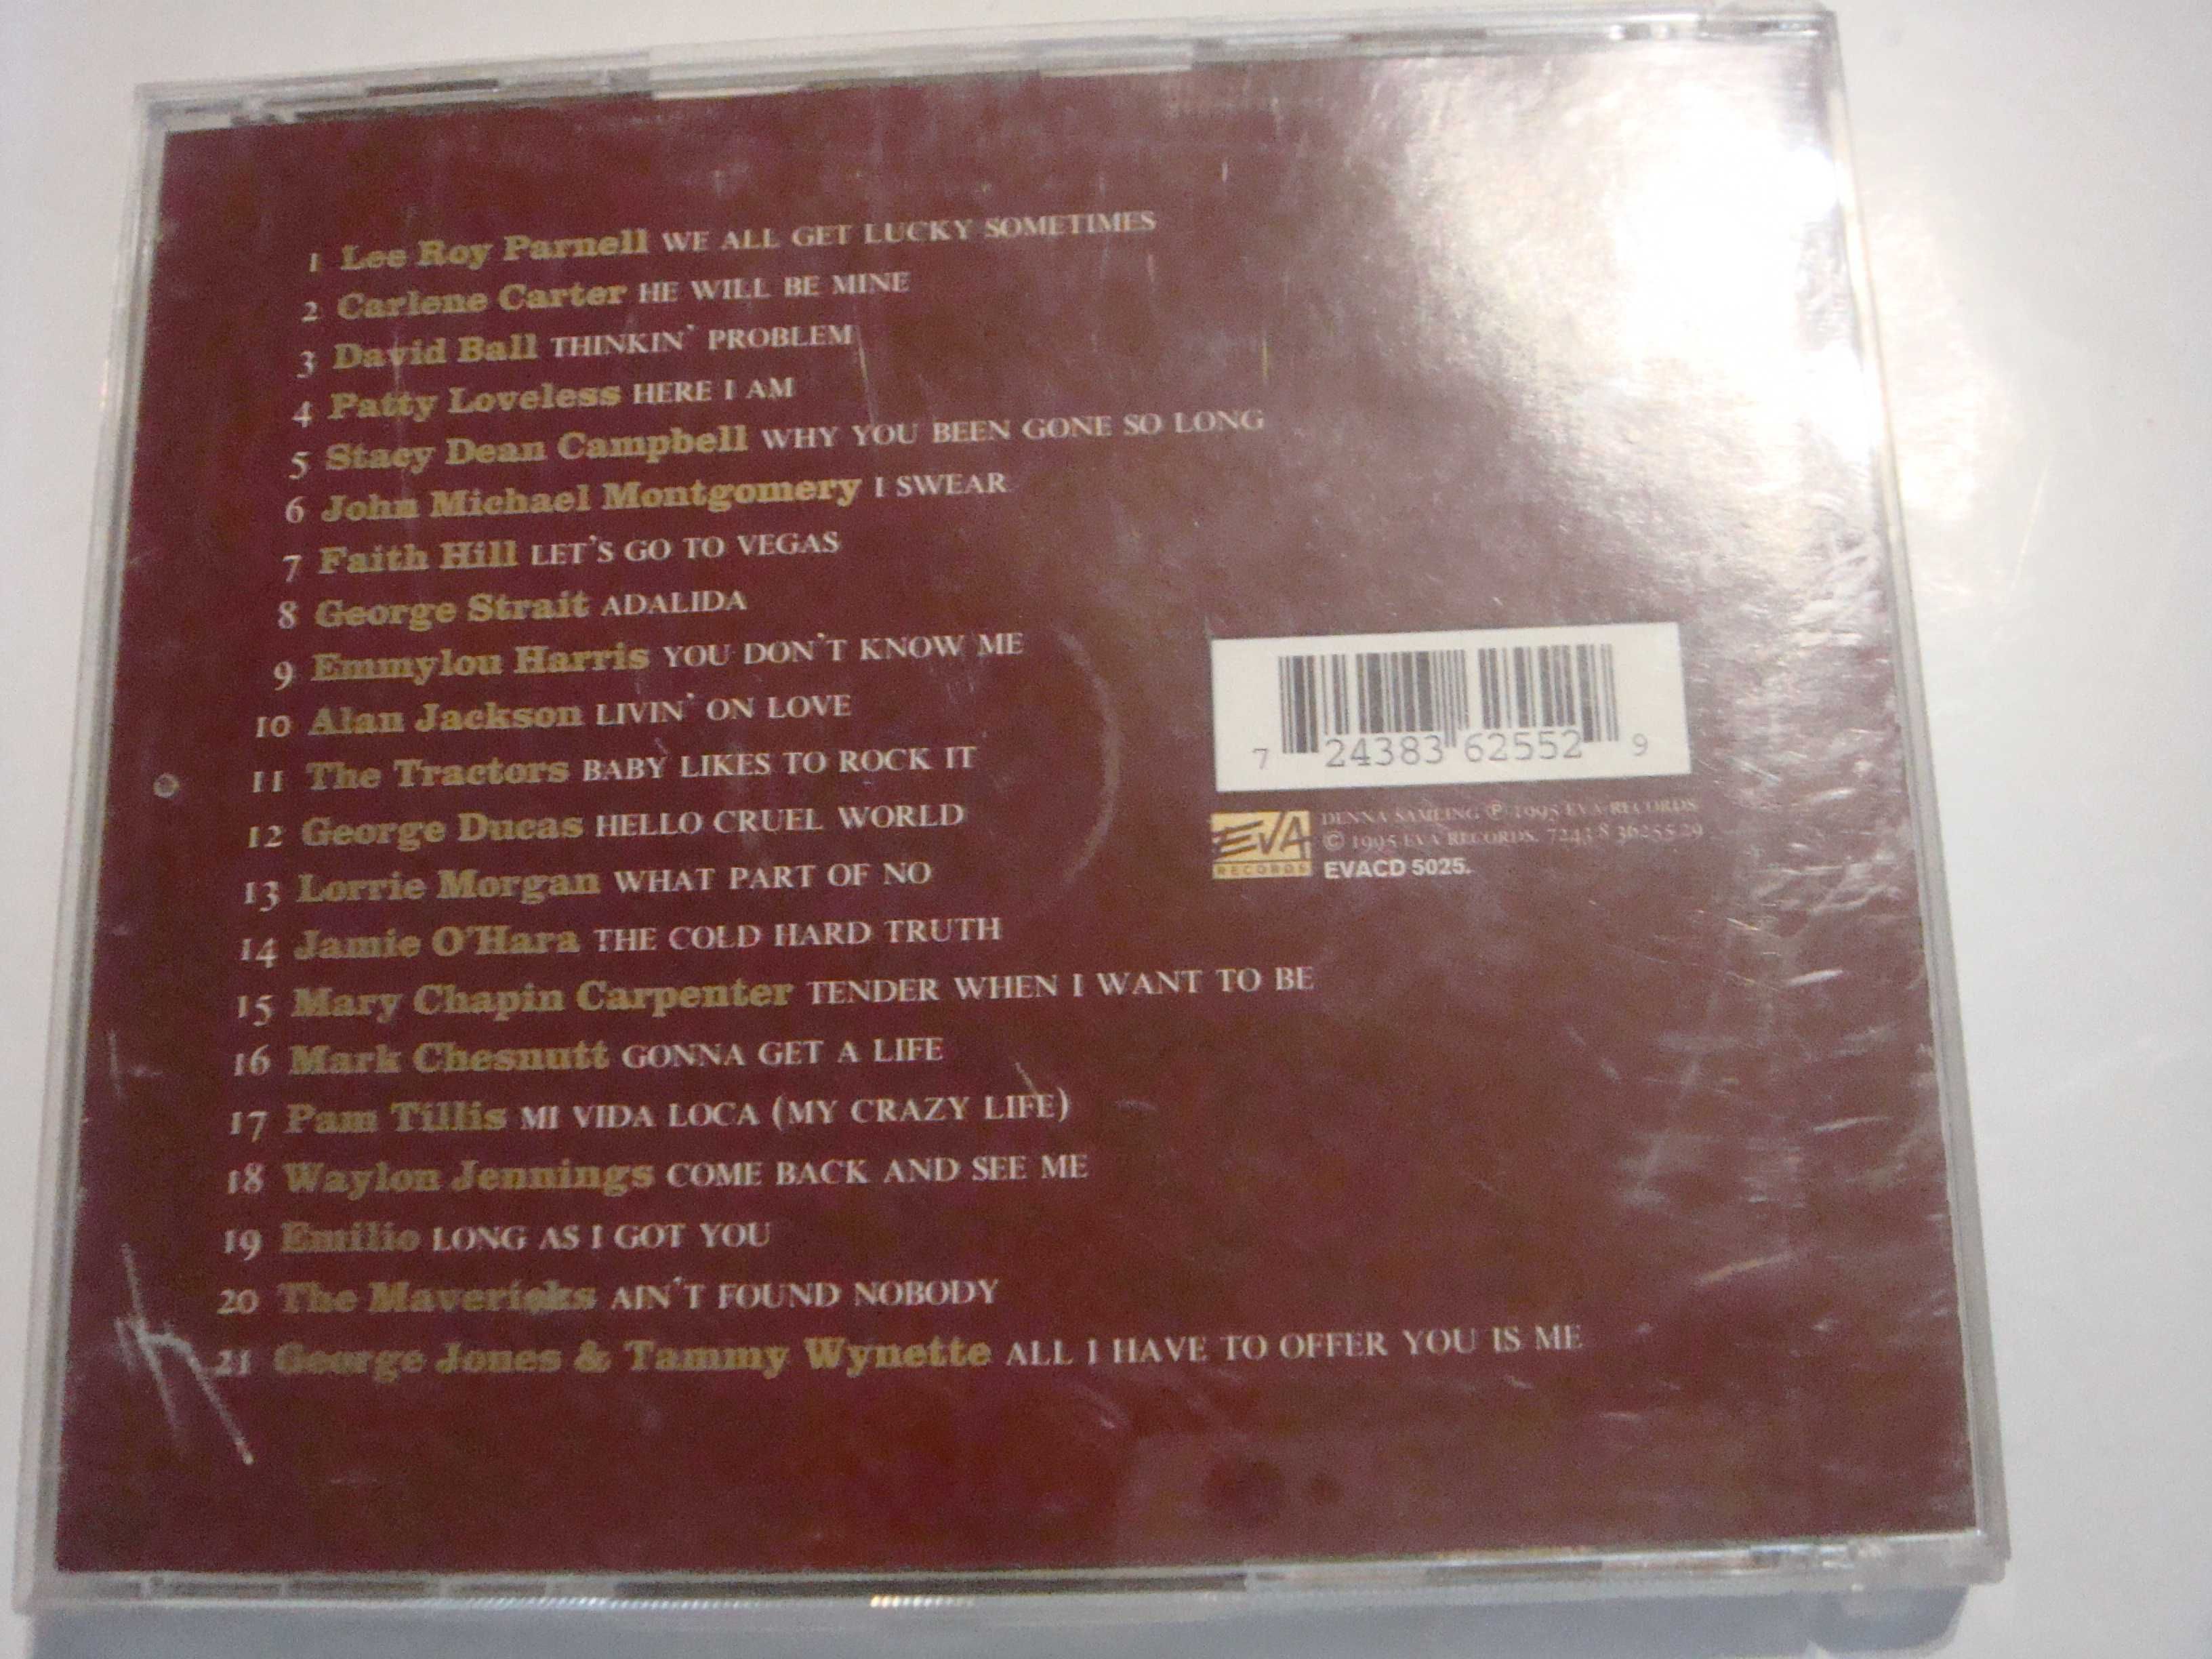 1 Lee Roy Parnell WE ALL GET LUCKY SOMETIMES
2 Carlene Carter HE WILL BE MINE
3 David Ball THINKIN' PROBLEM
4 Patty Loveless HERE I AM
5 Stacy Dean Campbell WHY YOU BEEN GONE SO LONG
6 John Michael Montgomery I SWEAR
7 Faith Hill LET'S GO TO VEGAS
8 George Strait ADALIDA
9 Emmylou Harris YOU DON'T KNOW ME
10 Alan Jackson LIVIN' ON LOVE
11 The Tractors BABY LIKES TO ROCK IT
12 George Ducas HELLO CRUEL WORLD
13 Lorrie Morgan WHAT PART OF NO
14 Jamie O'Hara THE COLD HARD TRUTH
15 Mary Chapin Carpenter TENDER WHEN I WANT TO BE
16 Mark Chesnutt GONNA GET A LIFE
17 Pam Tillis MI VIDA LOCA (MY CRAZY LIFE)
18 Waylon Jennings COME BACK AND SEE ME
19 Emilio LONG AS I GOT YOU
20 The Mavericks AIN'T FOUND NOBODY
21 George Jones & Tammy Wynette ALL I HAVE TO OFFER YOU IS ME
7 24383 62552 9
EVA
RECORDS
DENNA SAMLING ℗ 1995 EVA RECORDS
© 1995 EVA RECORDS. 7243 8 36255 29
EVACD 5025.